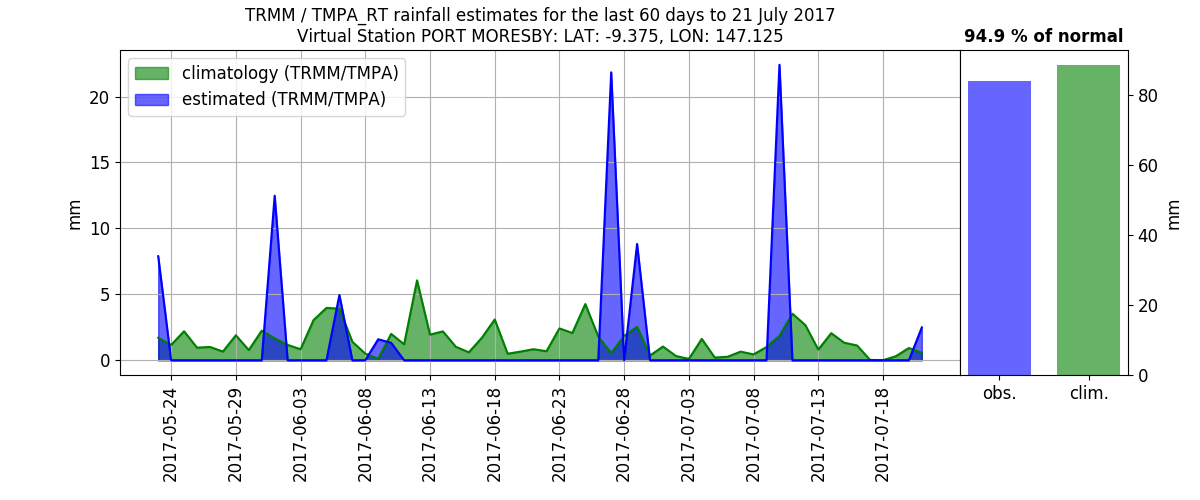 TRMM / TMPA_RT rainfall estimates for the last 60 days to 21 July 2017
Virtual Station PORT MORESBY: LAT: -9.375, LON: 147.125
94.9 % of normal
climatology (TRMM/TMPA)
estimated (TRMM/TMPA)
mm
20
15
10
5
0
2017-05-24
2017-05-29
2017-06-03
2017-06-08
2017-06-13
2017-06-18
2017-06-23
2017-06-28
2017-07-03
2017-07-08
2017-07-13
2017-07-18
80
60
40
20
0
mm
obs.
clim.